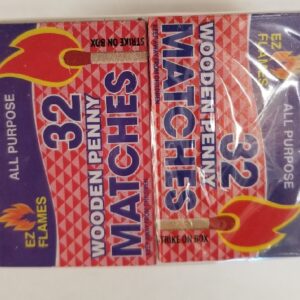 STRIKE ON BOX
ALL PURPOSE
32
WOODEN PENNY
MATCHES
EZ
FLAMES
EZ
FLAMES
ALL PURPOSE
32
WOODEN PENNY
MATCHES
STRIKE ON BOX